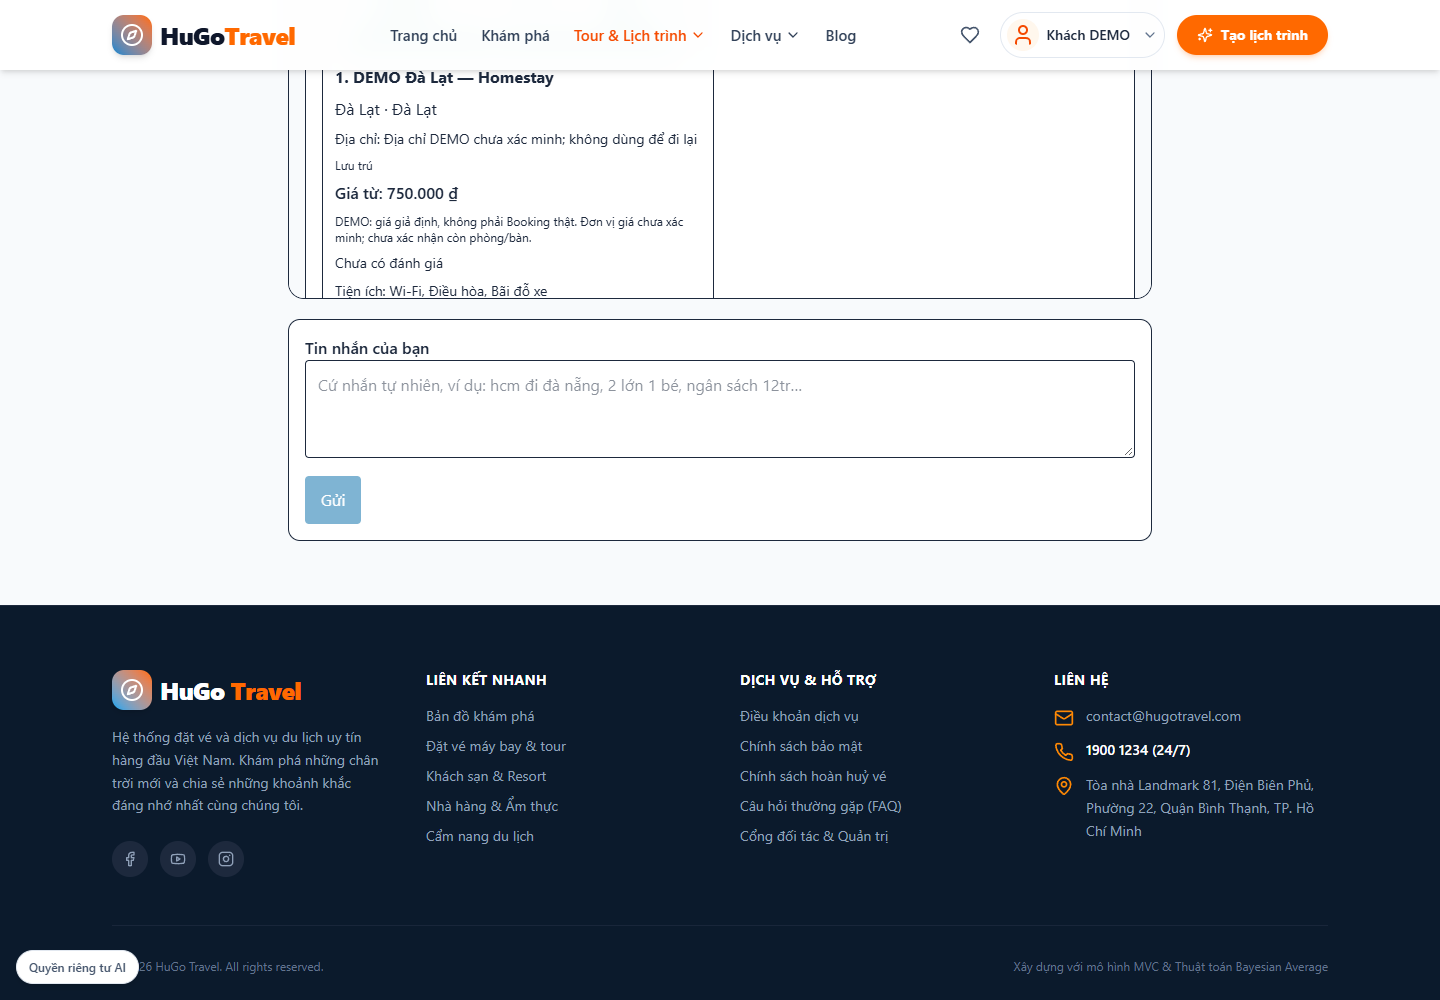 HuGoTravel
Trang chủ
Khám phá
Tour & Lịch trình
Dịch vụ
Blog
Khách DEMO
Tạo lịch trình
1. DEMO Đà Lạt — Homestay
Đà Lạt · Đà Lạt
Địa chỉ: Địa chỉ DEMO chưa xác minh; không dùng để đi lại
Lưu trú
Giá từ: 750.000 ₫
DEMO: giá giả định, không phải Booking thật. Đơn vị giá chưa xác
minh; chưa xác nhận còn phòng/bàn.
Chưa có đánh giá
Tiện ích: Wi-Fi, Điều hòa, Bãi đỗ xe
Tin nhắn của bạn
Cứ nhắn tự nhiên, ví dụ: hcm đi đà nẵng, 2 lớn 1 bé, ngân sách 12tr...
Gửi
HuGo Travel
Hệ thống đặt vé và dịch vụ du lịch uy tín
hàng đầu Việt Nam. Khám phá những chân
trời mới và chia sẻ những khoảnh khắc
đáng nhớ nhất cùng chúng tôi.
LIÊN KẾT NHANH
Bản đồ khám phá
Đặt vé máy bay & tour
Khách sạn & Resort
Nhà hàng & Ẩm thực
Cẩm nang du lịch
DỊCH VỤ & HỖ TRỢ
Điều khoản dịch vụ
Chính sách bảo mật
Chính sách hoàn huỷ vé
Câu hỏi thường gặp (FAQ)
Cổng đối tác & Quản trị
LIÊN HỆ
contact@hugotravel.com
1900 1234 (24/7)
Tòa nhà Landmark 81, Điện Biên Phủ,
Phường 22, Quận Bình Thạnh, TP. Hồ
Chí Minh
Quyền riêng tư AI
26 HuGo Travel. All rights reserved.
Xây dựng với mô hình MVC & Thuật toán Bayesian Average